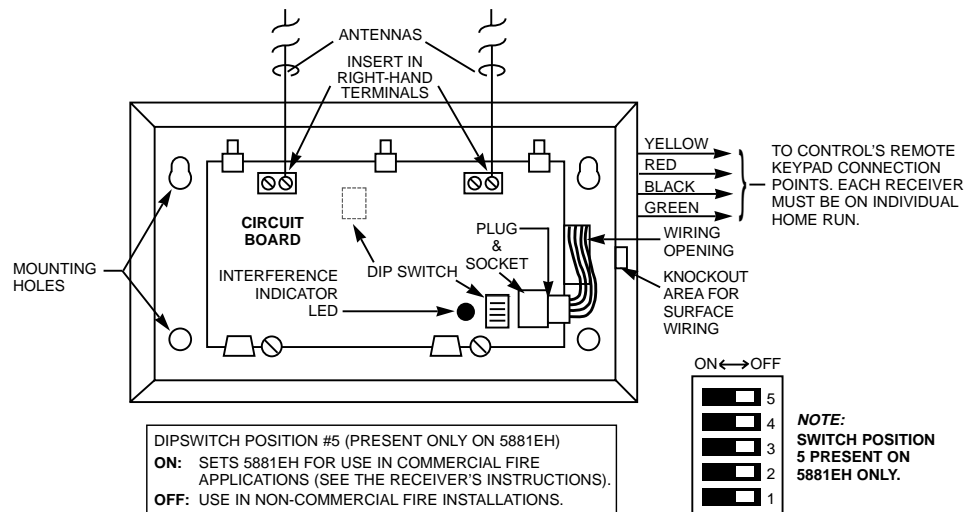 ANTENNAS
INSERT IN
RIGHT-HAND
TERMINALS
YELLOW
RED
BLACK
GREEN
TO CONTROL'S REMOTE
KEYPAD CONNECTION
POINTS. EACH RECEIVER
MUST BE ON INDIVIDUAL
HOME RUN.
CIRCUIT
BOARD
PLUG
&
SOCKET
WIRING
OPENING
MOUNTING
HOLES
DIP SWITCH
INTERFERENCE
INDICATOR
LED
KNOCKOUT
AREA FOR
SURFACE
WIRING
ON OFF
5
4
3
2
1
NOTE:
SWITCH POSITION
5 PRESENT ON
5881EH ONLY.
DIPSWITCH POSITION #5 (PRESENT ONLY ON 5881EH)
ON: SETS 5881EH FOR USE IN COMMERCIAL FIRE
APPLICATIONS (SEE THE RECEIVER'S INSTRUCTIONS).
OFF: USE IN NON-COMMERCIAL FIRE INSTALLATIONS.